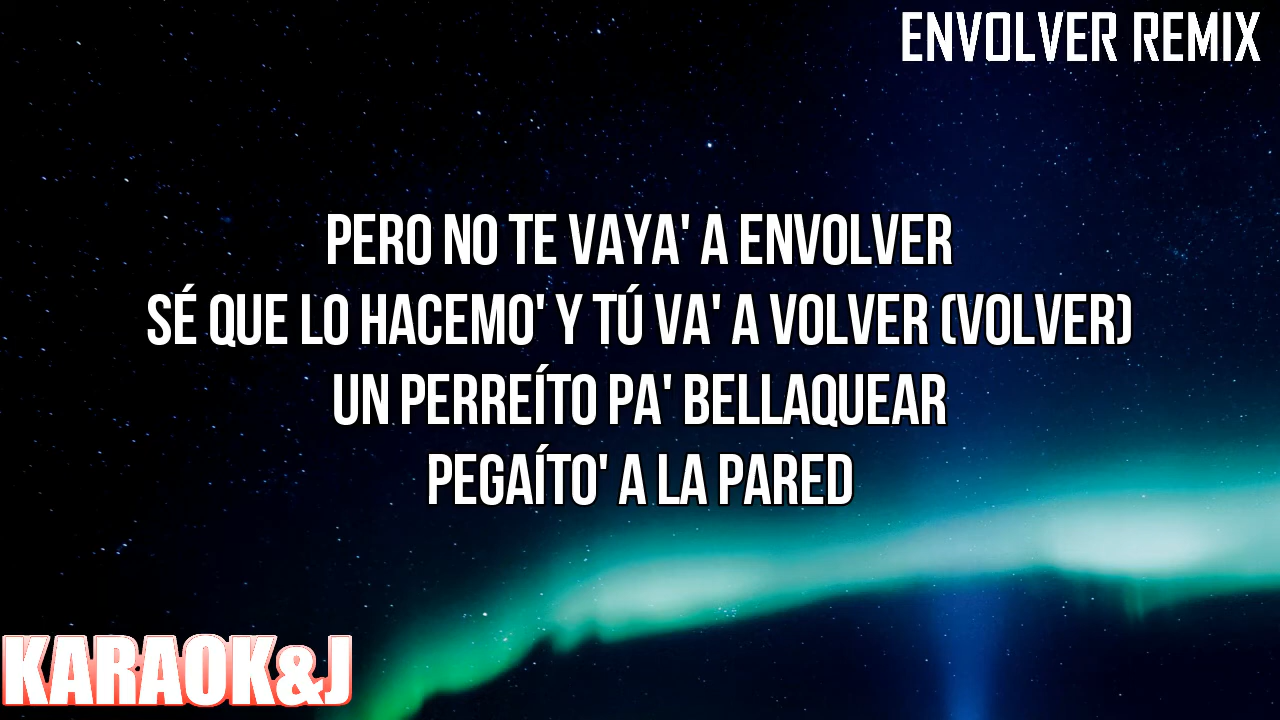 ENVOLVER REMIX
PERO NO TE VAYA' A ENVOLVER
SÉ QUE LO HACEMO' Y TÚ VA' A VOLVER (VOLVER)
UN PERREÍTO PA' BELLAQUEAR
PEGAÍTO' A LA PARED
KARAOK&J